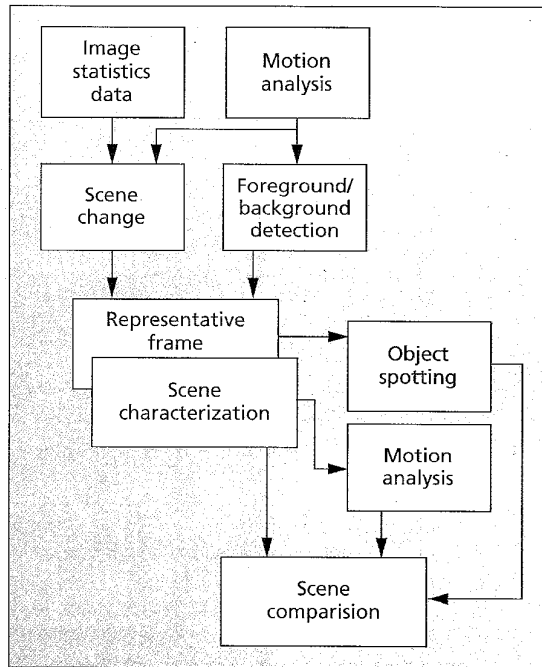 Image
statistics
data
Motion
analysis
Scene
change
Foreground/
background
detection
Representative
frame
Scene
characterization
Object
spotting
Motion
analysis
Scene
comparision